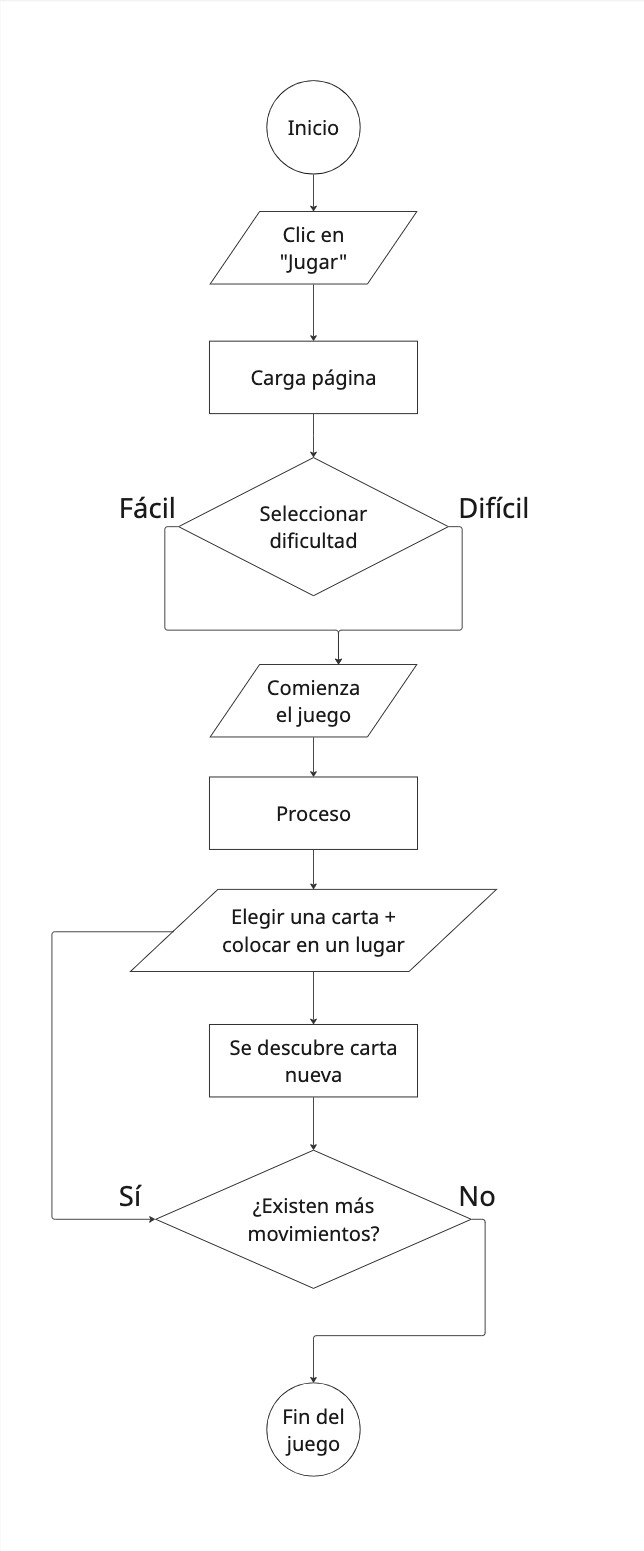 Inicio
Clic en
"Jugar"
Carga página
Fácil
Difícil
Seleccionar
dificultad
Comienza
el juego
Proceso
Elegir una carta +
colocar en un lugar
Se descubre carta
nueva
Sí
No
¿Existen más
movimientos?
Fin del
juego